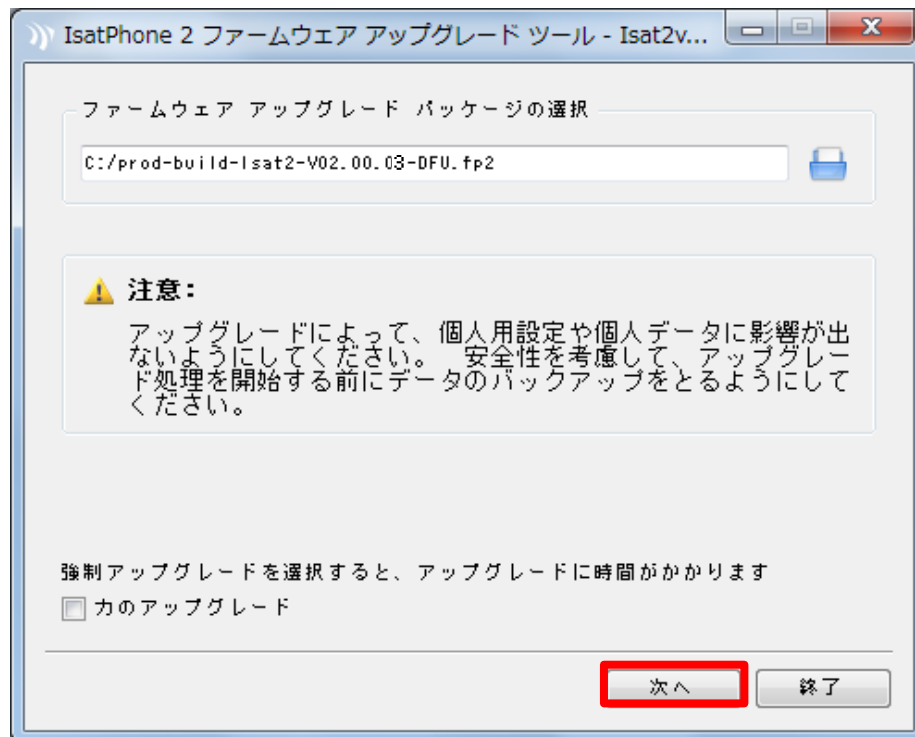 IsatPhone 2 ファームウェア アップグレード ツール - Isat2v...
ファームウェア アップグレード パッケージの選択
C:/prod-build-Isat2-V02.00.03-DFU.fp2
注意:
アップグレードによって、個人用設定や個人データに影響が出
ないようにしてください。 安全性を考慮して、アップグレー
ド処理を開始する前にデータのバックアップをとるようにして
ください。
強制アップグレードを選択すると、アップグレードに時間がかかります
力のアップグレード
次へ
終了